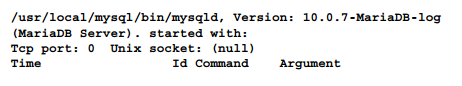 /usr/local/mysql/bin/mysqld, Version: 10.0.7-MariaDB-log
(MariaDB Server). started with:
Tcp port: 0  Unix socket: (null)
Time                 Id Command    Argument